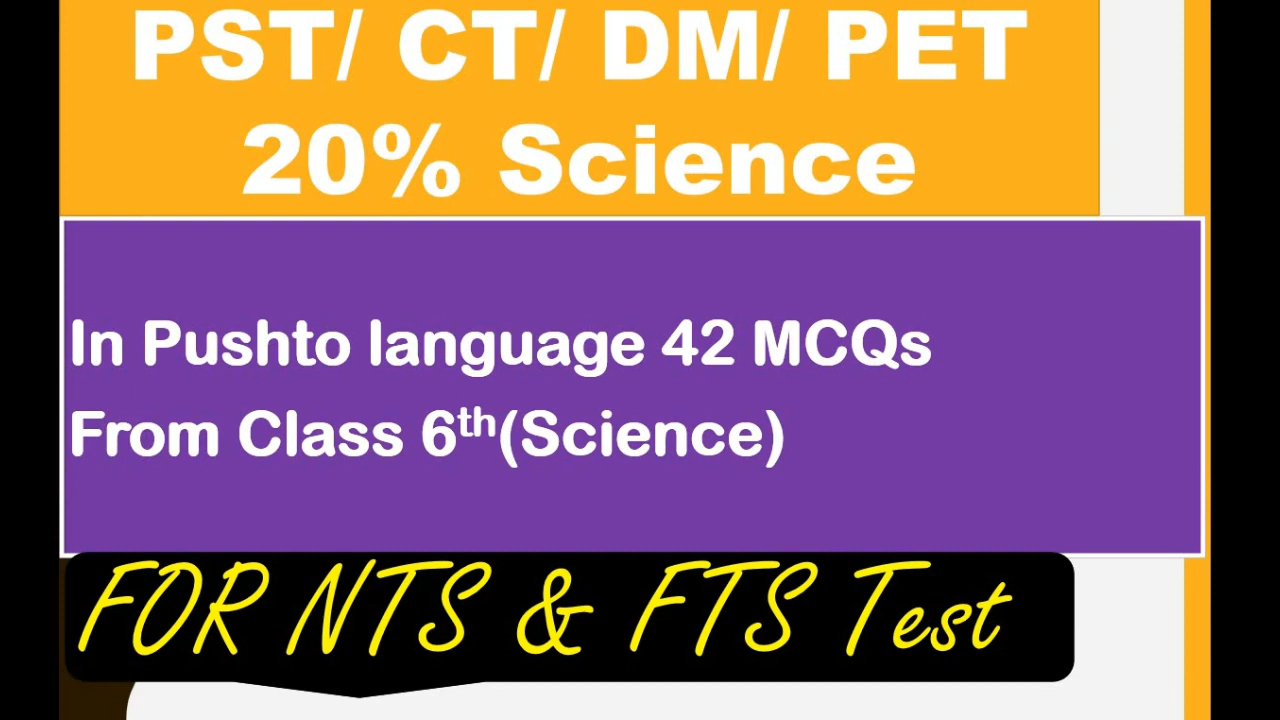 PST/ CT/ DM/ PET
20% Science
In Pushto language 42 MCQs
From Class 6th(Science)
FOR NTS & FTS Test